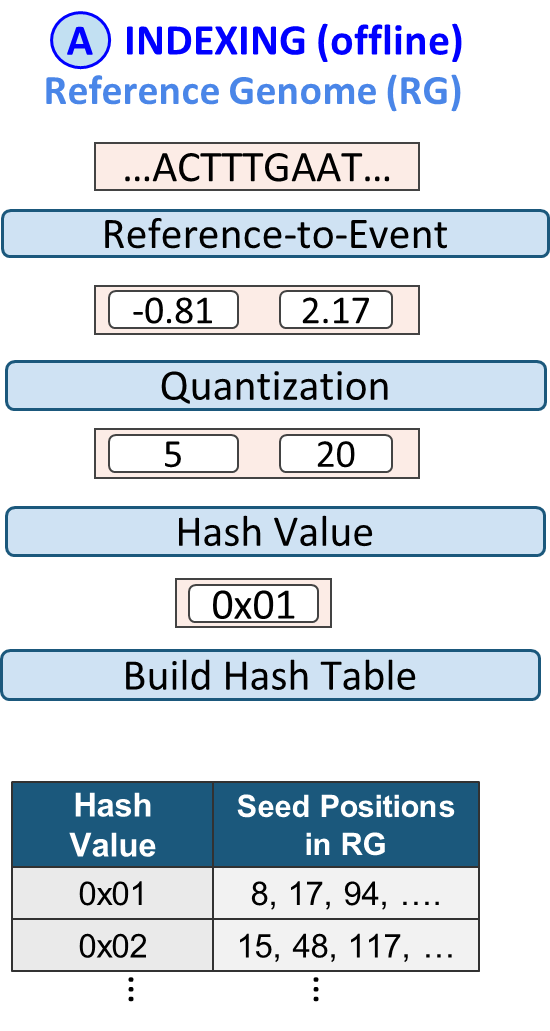 A INDEXING (offline)
Reference Genome (RG)
...ACTTTGAAT...
Reference-to-Event
-0.81 2.17
Quantization
5 20
Hash Value
0x01
Build Hash Table
Hash Value Seed Positions in RG
0x01 8, 17, 94, ....
0x02 15, 48, 117, ...
⋮ ⋮